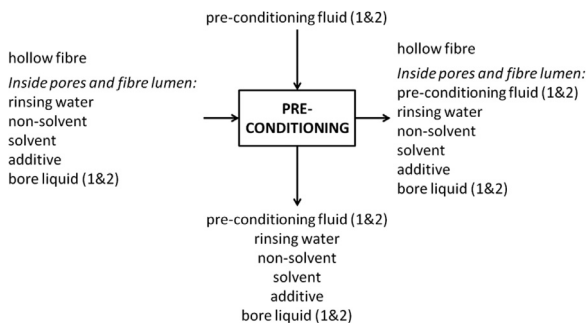 pre-conditioning fluid (1&2)
hollow fibre
Inside pores and fibre lumen:
rinsing water
non-solvent
solvent
additive
bore liquid (1&2)
PRE-
CONDITIONING
hollow fibre
Inside pores and fibre lumen:
pre-conditioning fluid (1&2)
rinsing water
non-solvent
solvent
additive
bore liquid (1&2)
pre-conditioning fluid (1&2)
rinsing water
non-solvent
solvent
additive
bore liquid (1&2)